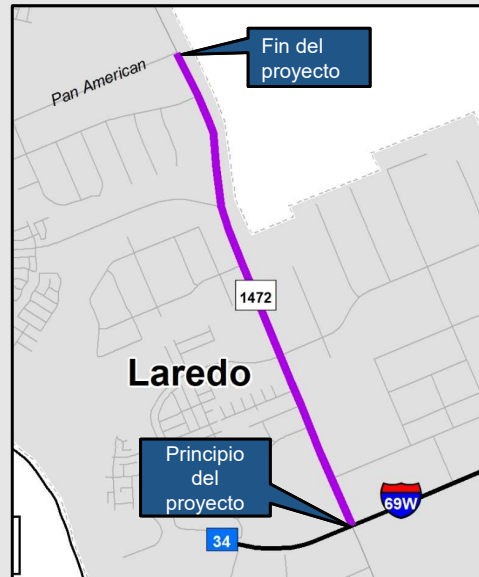 Fin del
proyecto
Pan American
1472
Laredo
Principio
del
proyecto
69W
34